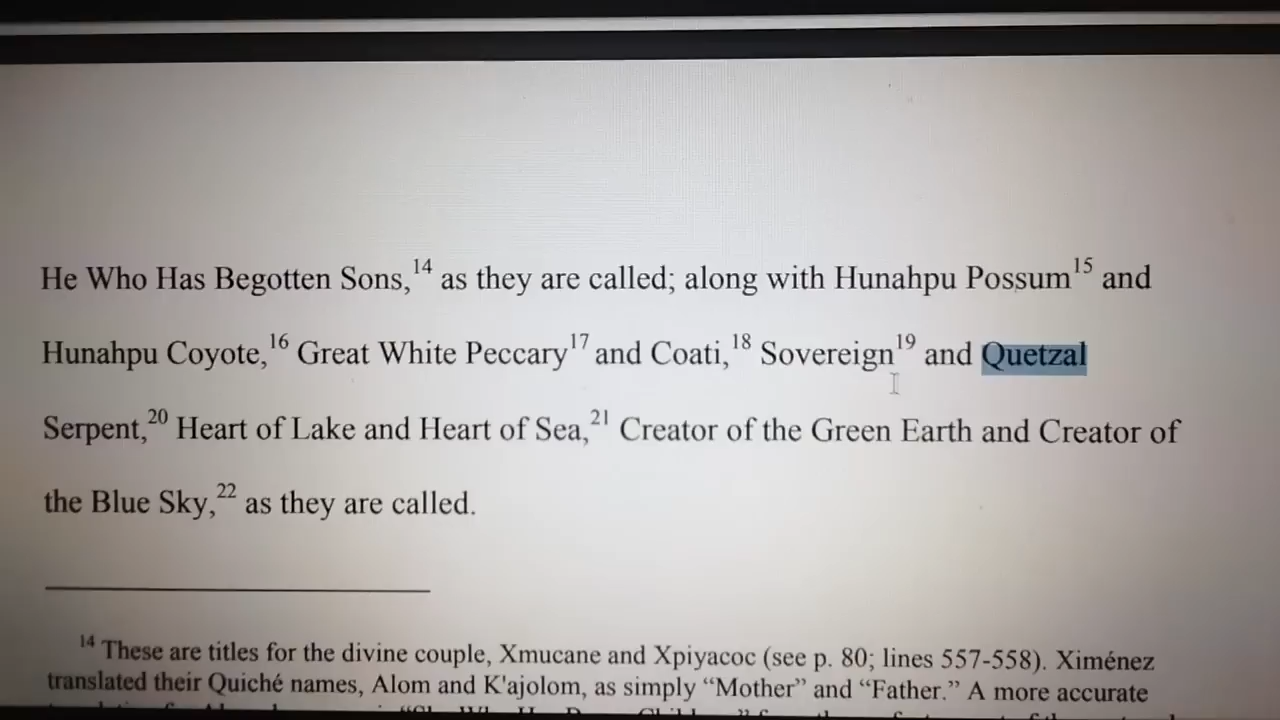 He Who Has Begotten Sons,14 as they are called; along with Hunahpu Possum15 and
Hunahpu Coyote,16 Great White Peccary17 and Coati,18 Sovereign19 and Quetzal
Serpent,20 Heart of Lake and Heart of Sea,21 Creator of the Green Earth and Creator of
the Blue Sky,22 as they are called.
14 These are titles for the divine couple, Xmucane and Xpiyacoc (see p. 80; lines 557-558). Ximénez
translated their Quiché names, Alom and K'ajolom, as simply “Mother” and “Father.” A more accurate